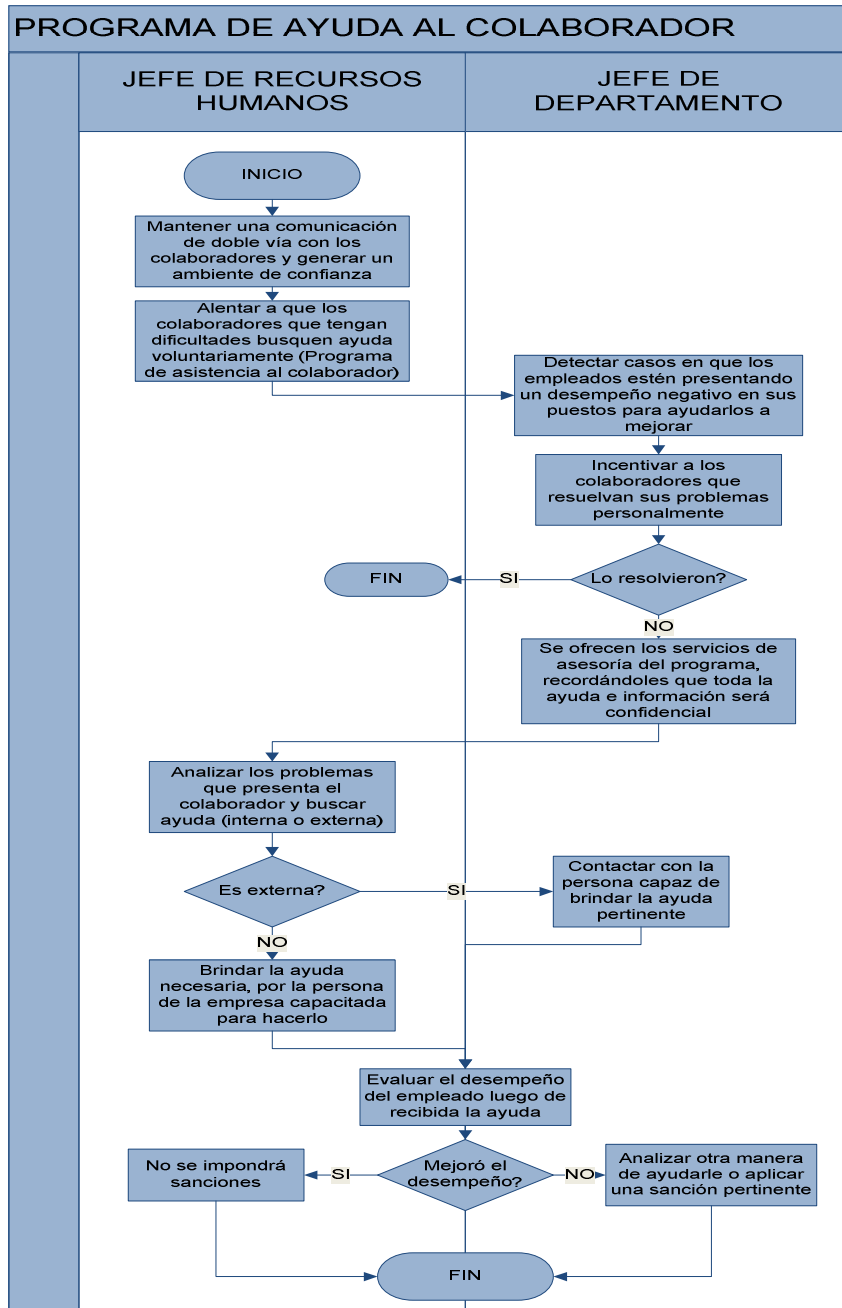 PROGRAMA DE AYUDA AL COLABORADOR
JEFE DE RECURSOS
HUMANOS
JEFE DE
DEPARTAMENTO
INICIO
Mantener una comunicación
de doble vía con los
colaboradores y generar un
ambiente de confianza
Alentar a que los
colaboradores que tengan
dificultades busquen ayuda
voluntariamente (Programa
de asistencia al colaborador)
Detectar casos en que los
empleados estén presentando
un desempeño negativo en sus
puestos para ayudarlos a
mejorar
Incentivar a los
colaboradores que
resuelvan sus problemas
personalmente
Lo resolvieron?
SI
FIN
NO
Se ofrecen los servicios de
asesoría del programa,
recordándoles que toda la
ayuda e información será
confidencial
Analizar los problemas
que presenta el
colaborador y buscar
ayuda (interna o externa)
Es externa?
SI
Contactar con la
persona capaz de
brindar la ayuda
pertinente
NO
Brindar la ayuda
necesaria, por la persona
de la empresa capacitada
para hacerlo
Evaluar el desempeño
del empleado luego de
recibida la ayuda
Mejoró el
desempeño?
SI
No se impondrá
sanciones
NO
Analizar otra manera
de ayudarle o aplicar
una sanción pertinente
FIN